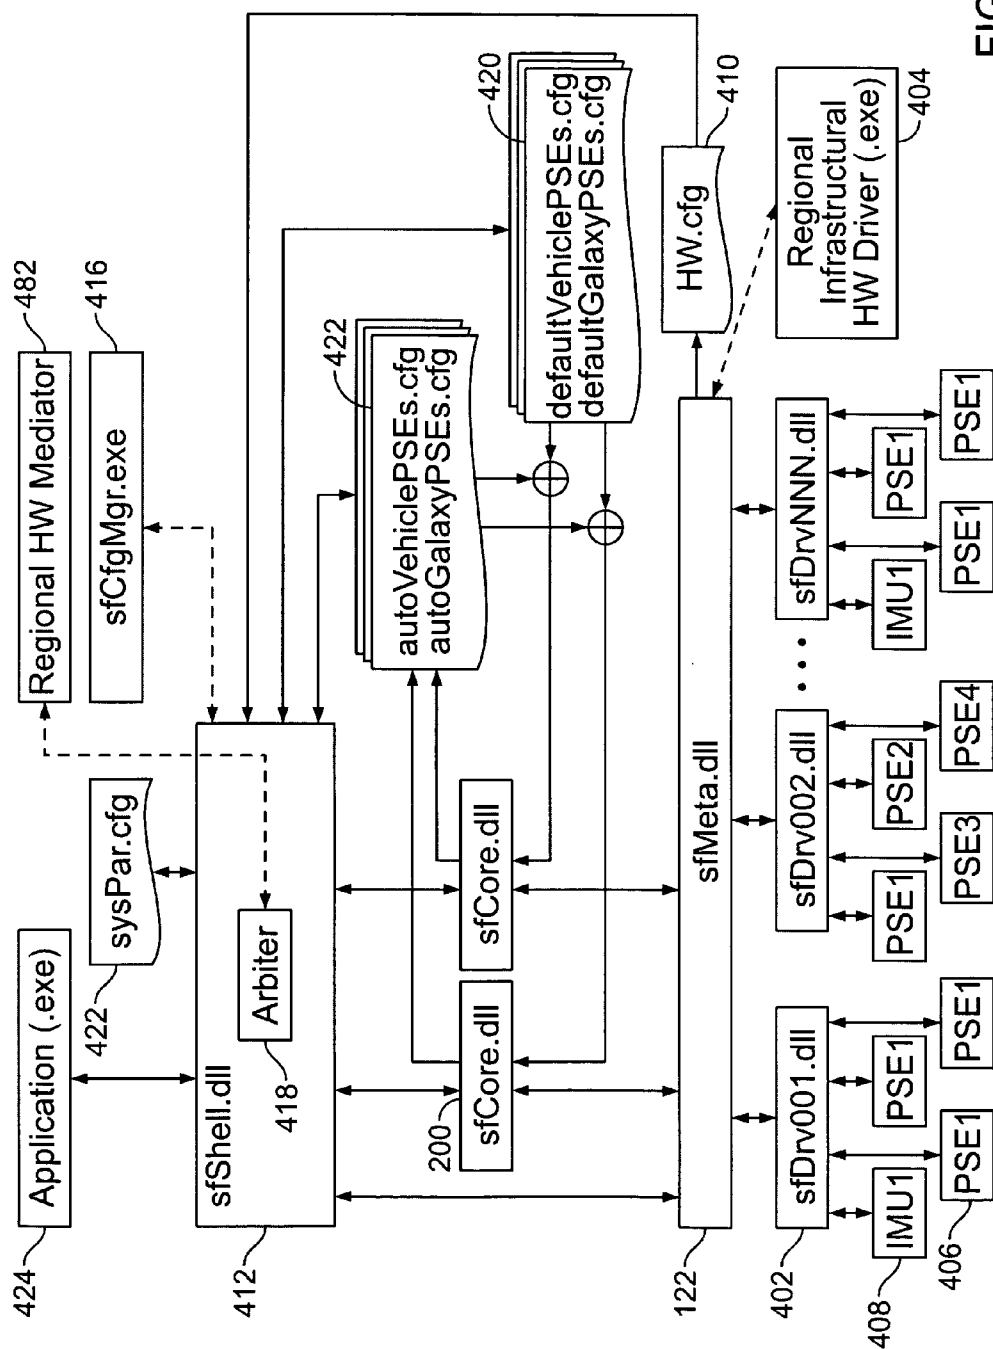 424
Application (.exe)
422
sysPar.cfg
Regional HW Mediator
482
sfCfgMgr.exe
416
412
sfShell.dll
Arbiter
418
422
autoVehiclePSEs.cfg
autoGalaxyPSEs.cfg
420
defaultVehiclePSEs.cfg
defaultGalaxyPSEs.cfg
200
sfCore.dll
sfCore.dll
HW.cfg
410
122
sfMeta.dll
Regional
Infrastructural
HW Driver (.exe)
404
402
sfDrv001.dll
sfDrv002.dll
• • •
sfDrvNNN.dll
408
IMU1
PSE1
PSE1
PSE2
IMU1
PSE1
406
PSE1
PSE1
PSE3
PSE4
PSE1
PSE1